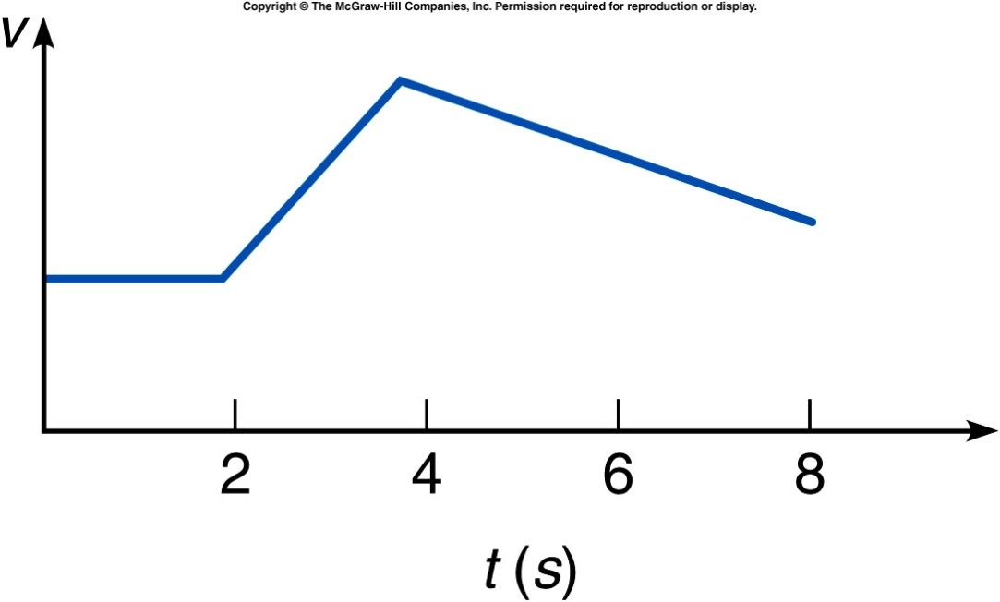 Copyright © The McGraw-Hill Companies, Inc. Permission required for reproduction or display.
v
2 4 6 8
t (s)